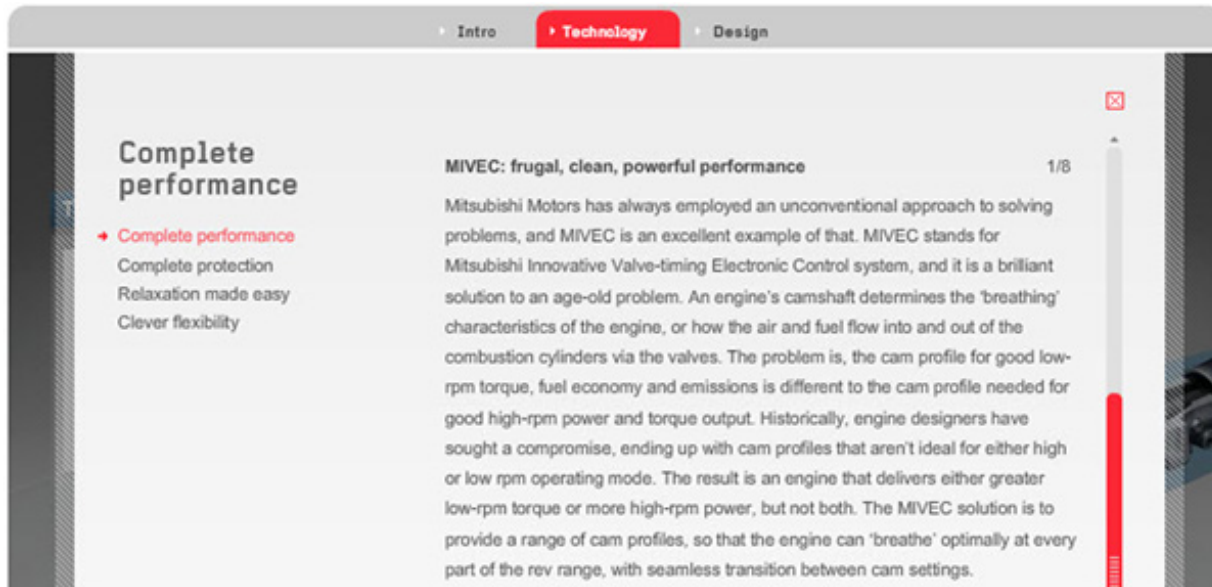 Intro
Technology
Design
Complete
performance
Complete performance
Complete protection
Relaxation made easy
Clever flexibility
MIVEC: frugal, clean, powerful performance
1/8
Mitsubishi Motors has always employed an unconventional approach to solving
problems, and MIVEC is an excellent example of that. MIVEC stands for
Mitsubishi Innovative Valve-timing Electronic Control system, and it is a brilliant
solution to an age-old problem. An engine's camshaft determines the 'breathing'
characteristics of the engine, or how the air and fuel flow into and out of the
combustion cylinders via the valves. The problem is, the cam profile for good low-
rpm torque, fuel economy and emissions is different to the cam profile needed for
good high-rpm power and torque output. Historically, engine designers have
sought a compromise, ending up with cam profiles that aren't ideal for either high
or low rpm operating mode. The result is an engine that delivers either greater
low-rpm torque or more high-rpm power, but not both. The MIVEC solution is to
provide a range of cam profiles, so that the engine can 'breathe' optimally at every
part of the rev range, with seamless transition between cam settings.